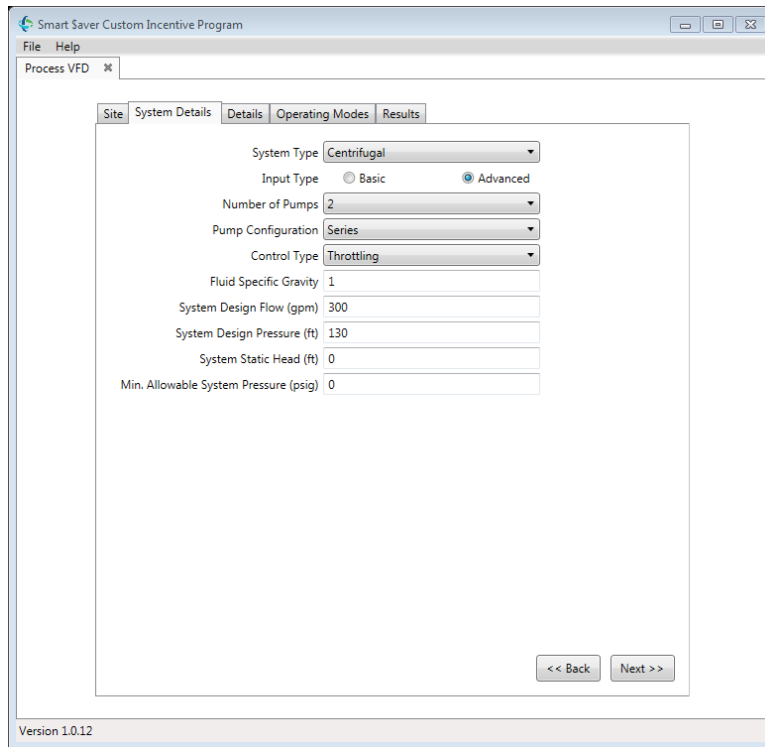 Smart $aver Custom Incentive Program
File Help
Process VFD
Site System Details Details Operating Modes Results
System Type Centrifugal
Input Type Basic Advanced
Number of Pumps 2
Pump Configuration Series
Control Type Throttling
Fluid Specific Gravity 1
System Design Flow (gpm) 300
System Design Pressure (ft) 130
System Static Head (ft) 0
Min. Allowable System Pressure (psig) 0
<< Back Next >>
Version 1.0.12